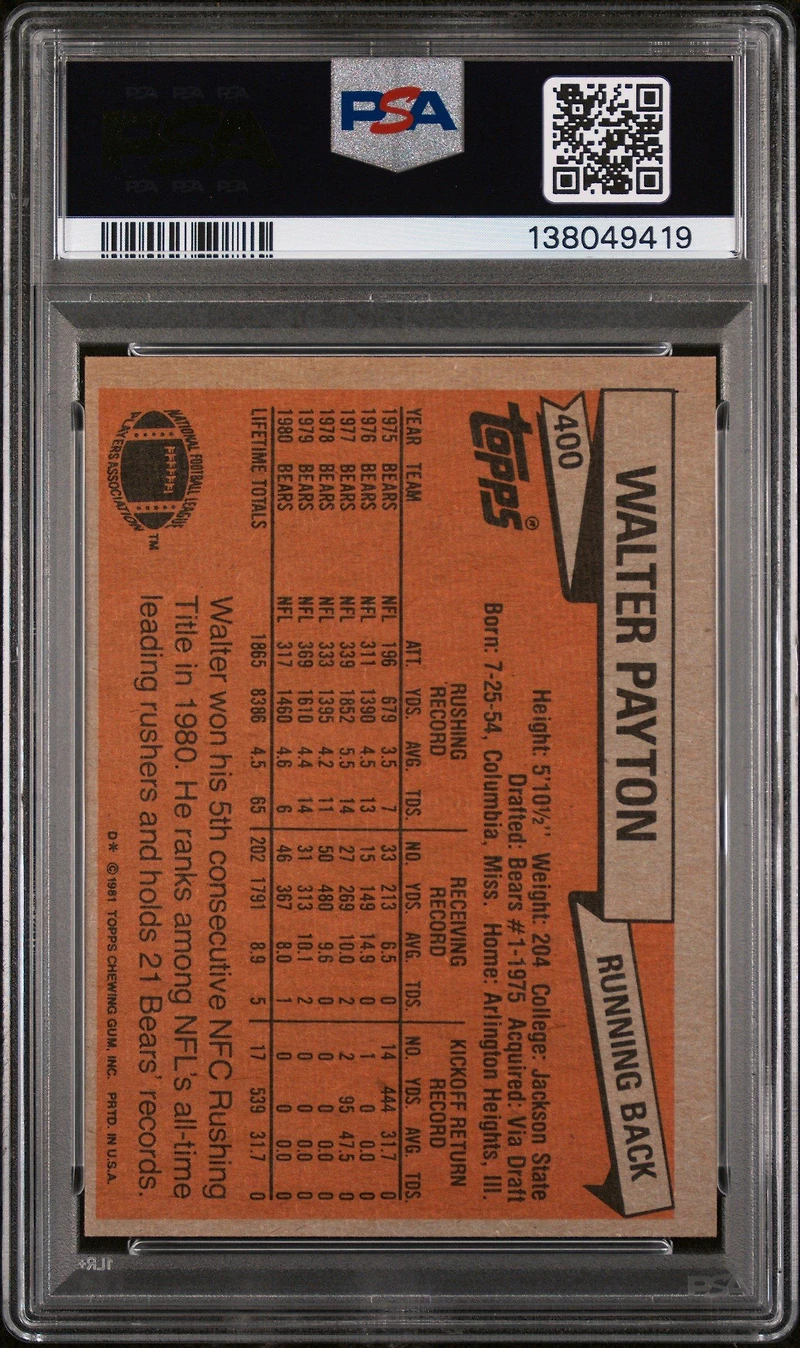 PSA PSA PSA
PSA
PSA PSA PSA
PSA
138049419
WALTER PAYTON
RUNNING BACK
400
topps®
Height: 5'10½'' Weight: 204 College: Jackson State
Drafted: Bears #1-1975 Acquired: Via Draft
Born: 7-25-54, Columbia, Miss. Home: Arlington Heights, Ill.
RUSHING RECORD RECEIVING RECORD KICKOFF RETURN RECORD
YEAR TEAM ATT. YDS. AVG. TDS. NO. YDS. AVG. TDS. NO. YDS. AVG. TDS.
1975 BEARS NFL 196 679 3.5 7 33 213 6.5 0 14 444 31.7 0
1976 BEARS NFL 311 1390 4.5 13 15 149 14.9 0 1 0 0.0 0
1977 BEARS NFL 339 1852 5.5 14 27 269 10.0 2 2 95 47.5 0
1978 BEARS NFL 333 1395 4.2 11 50 480 9.6 0 0 0 0.0 0
1979 BEARS NFL 369 1610 4.4 14 31 313 10.1 2 0 0 0.0 0
1980 BEARS NFL 317 1460 4.6 6 46 367 8.0 1 0 0 0.0 0
LIFETIME TOTALS 1865 8386 4.5 65 202 1791 8.9 5 17 539 31.7 0
NATIONAL FOOTBALL LEAGUE
PLAYERS ASSOCIATION
TM
Walter won his 5th consecutive NFC Rushing
Title in 1980. He ranks among NFL's all-time
leading rushers and holds 21 Bears' records.
D* ©1981 TOPPS CHEWING GUM, INC. PRTD. IN U.S.A.
1LR+
PSA